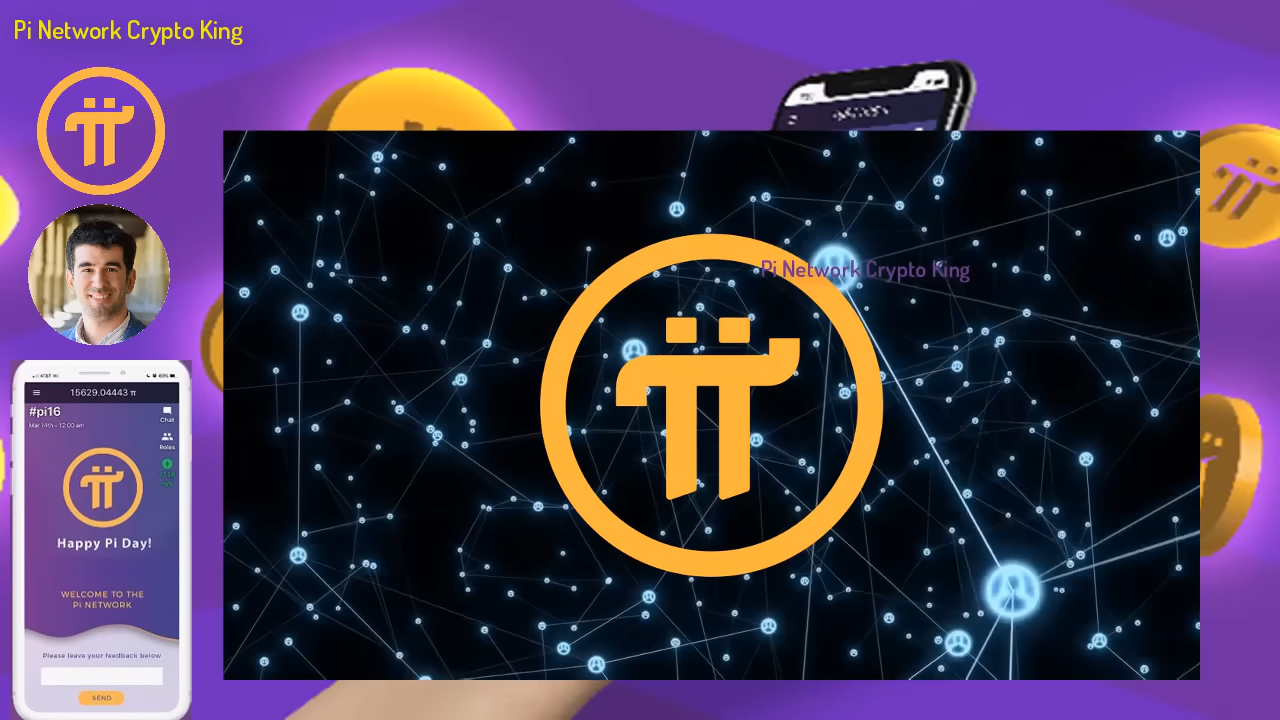 Pi Network Crypto King
Pi Network Crypto King
15629.04443 π
#pi16
Mar 14th - 12:00 am
Chat
Roles
Happy Pi Day!
WELCOME TO THE
Pi NETWORK
Please leave your feedback below
SEND